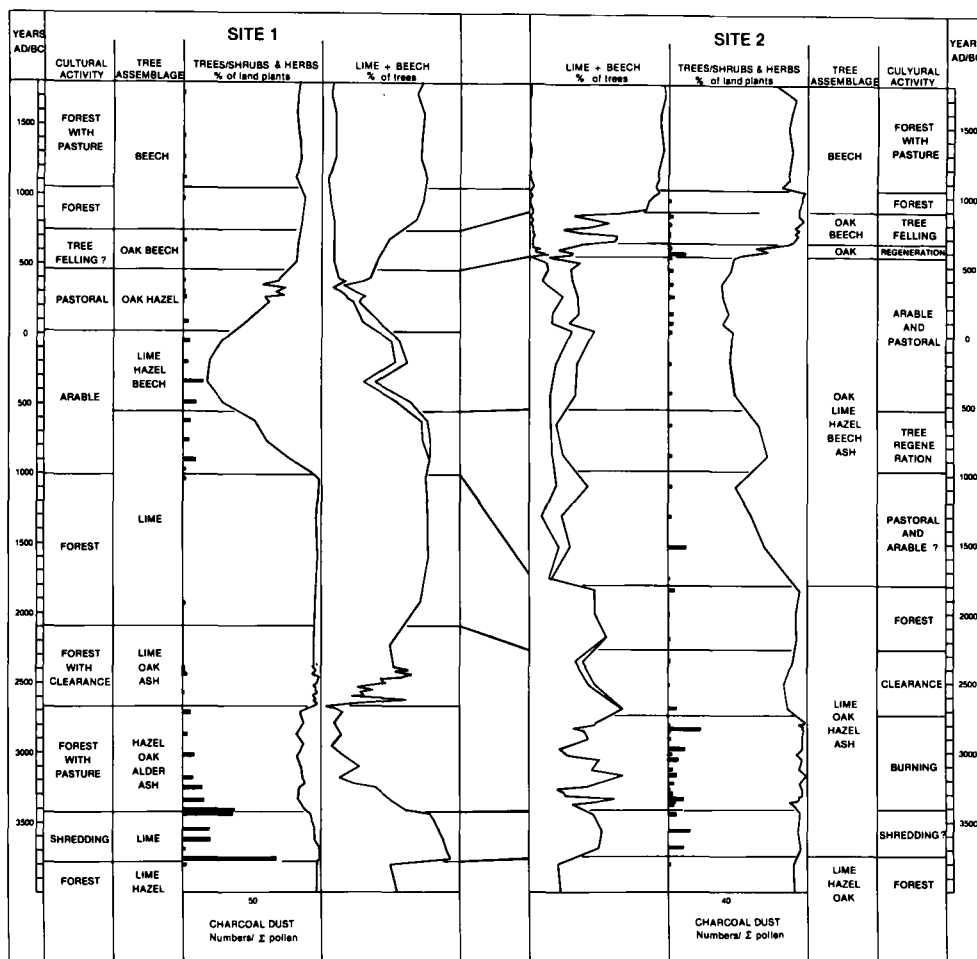 YEARS
AD/BC
SITE 1
CULTURAL
ACTIVITY
TREE
ASSEMBLAGE
TREES/SHRUBS & HERBS
% of land plants
LIME + BEECH
% of trees
SITE 2
LIME + BEECH
% of trees
TREES/SHRUBS & HERBS
% of land plants
TREE
ASSEMBLAGE
CULYURAL
ACTIVITY
YEARS
AD/BC
1500
1000
500
0
500
1000
1500
2000
2500
3000
3500
FOREST
WITH
PASTURE
FOREST
TREE
FELLING ?
PASTORAL
ARABLE
FOREST
FOREST
WITH
CLEARANCE
FOREST
WITH
PASTURE
SHREDDING
FOREST
BEECH
OAK BEECH
OAK HAZEL
LIME
HAZEL
BEECH
LIME
LIME
OAK
ASH
HAZEL
OAK
ALDER
ASH
LIME
LIME
HAZEL
50
CHARCOAL DUST
Numbers/ Σ pollen
40
CHARCOAL DUST
Numbers/ Σ pollen
BEECH
OAK
BEECH
OAK
OAK
LIME
HAZEL
BEECH
ASH
LIME
OAK
HAZEL
ASH
LIME
HAZEL
OAK
FOREST
WITH
PASTURE
FOREST
TREE
FELLING
REGENERATION
ARABLE
AND
PASTORAL
TREE
REGENE
RATION
PASTORAL
AND
ARABLE ?
FOREST
CLEARANCE
BURNING
SHREDDING?
FOREST
1500
1000
500
0
500
1000
1500
2000
2500
3000
3500